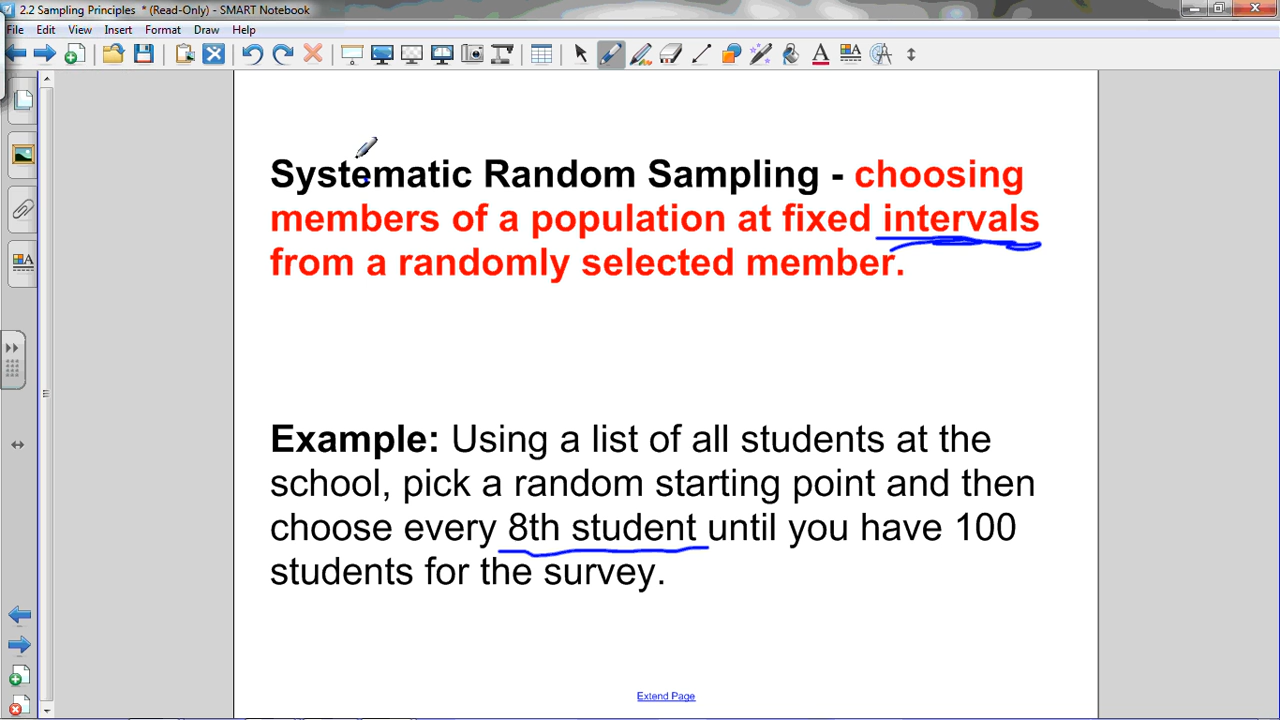 2.2 Sampling Principles * (Read-Only) - SMART Notebook
File Edit View Insert Format Draw Help
Systematic Random Sampling - choosing
members of a population at fixed intervals
from a randomly selected member.
Example: Using a list of all students at the
school, pick a random starting point and then
choose every 8th student until you have 100
students for the survey.
Extend Page